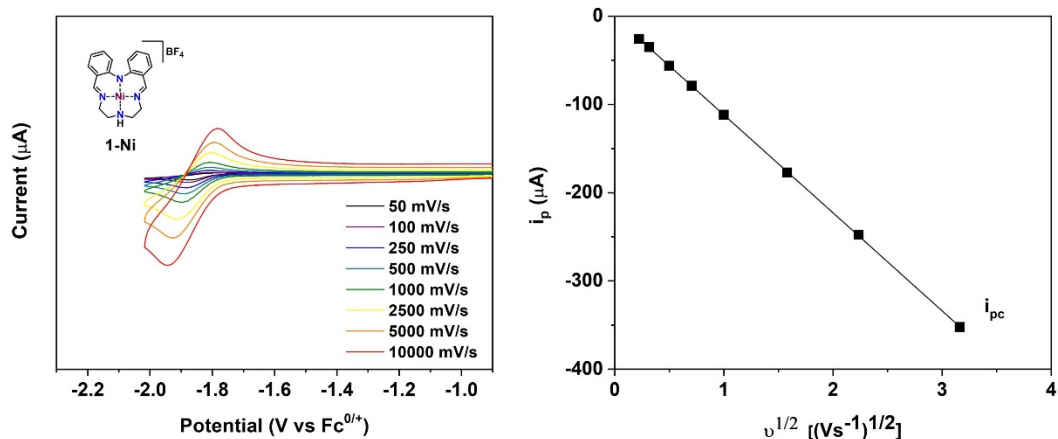 BF4
N
Ni
N
N
N
H
1-Ni
Current (μA)
50 mV/s
100 mV/s
250 mV/s
500 mV/s
1000 mV/s
2500 mV/s
5000 mV/s
10000 mV/s
-2.2 -2.0 -1.8 -1.6 -1.4 -1.2 -1.0
Potential (V vs Fc0/+)
ip (μA)
0
-100
-200
-300
-400
ipc
0 1 2 3 4
υ1/2 [(Vs-1)1/2]